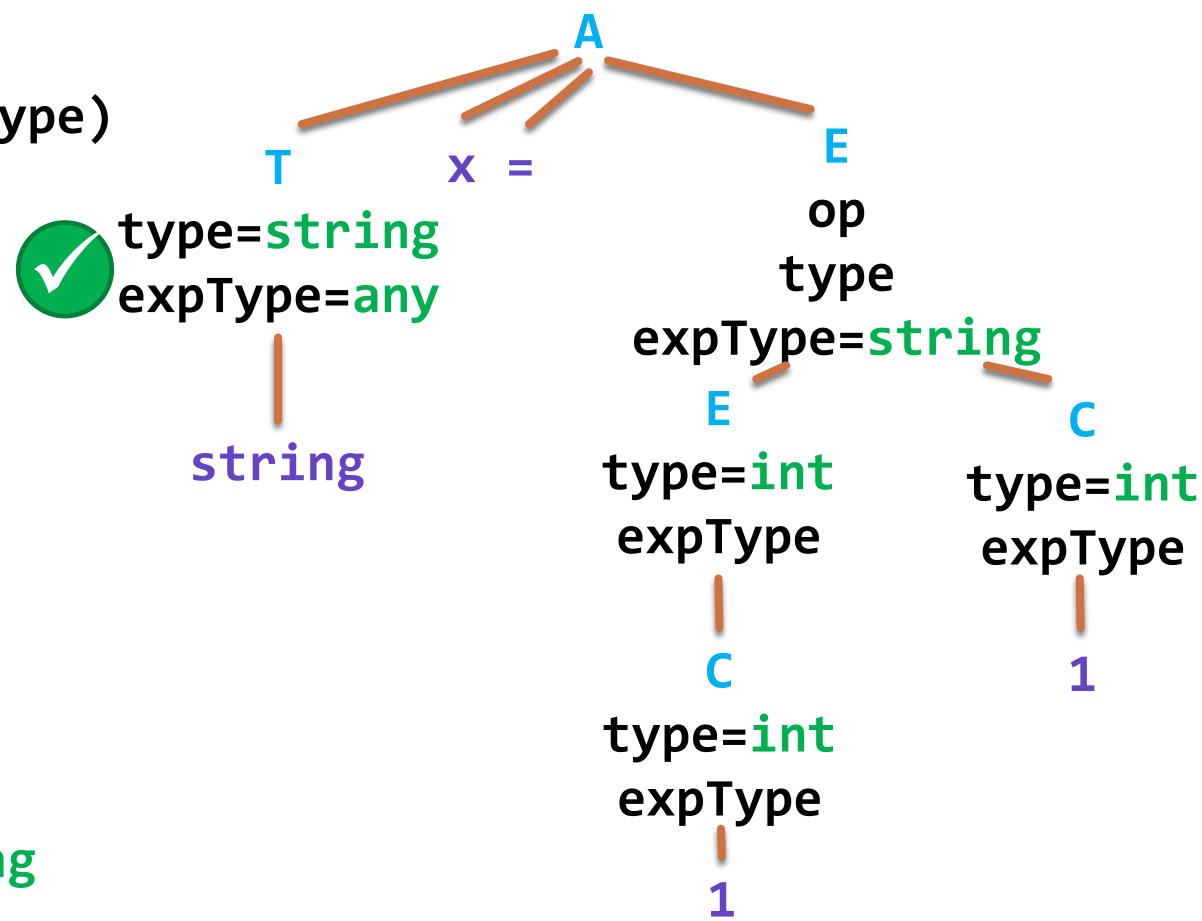 A
ype)
T
x =
E
type=string
expType=any
op
type
expType=string
string
E
type=int
expType
C
type=int
expType
C
type=int
expType
1
1
ng